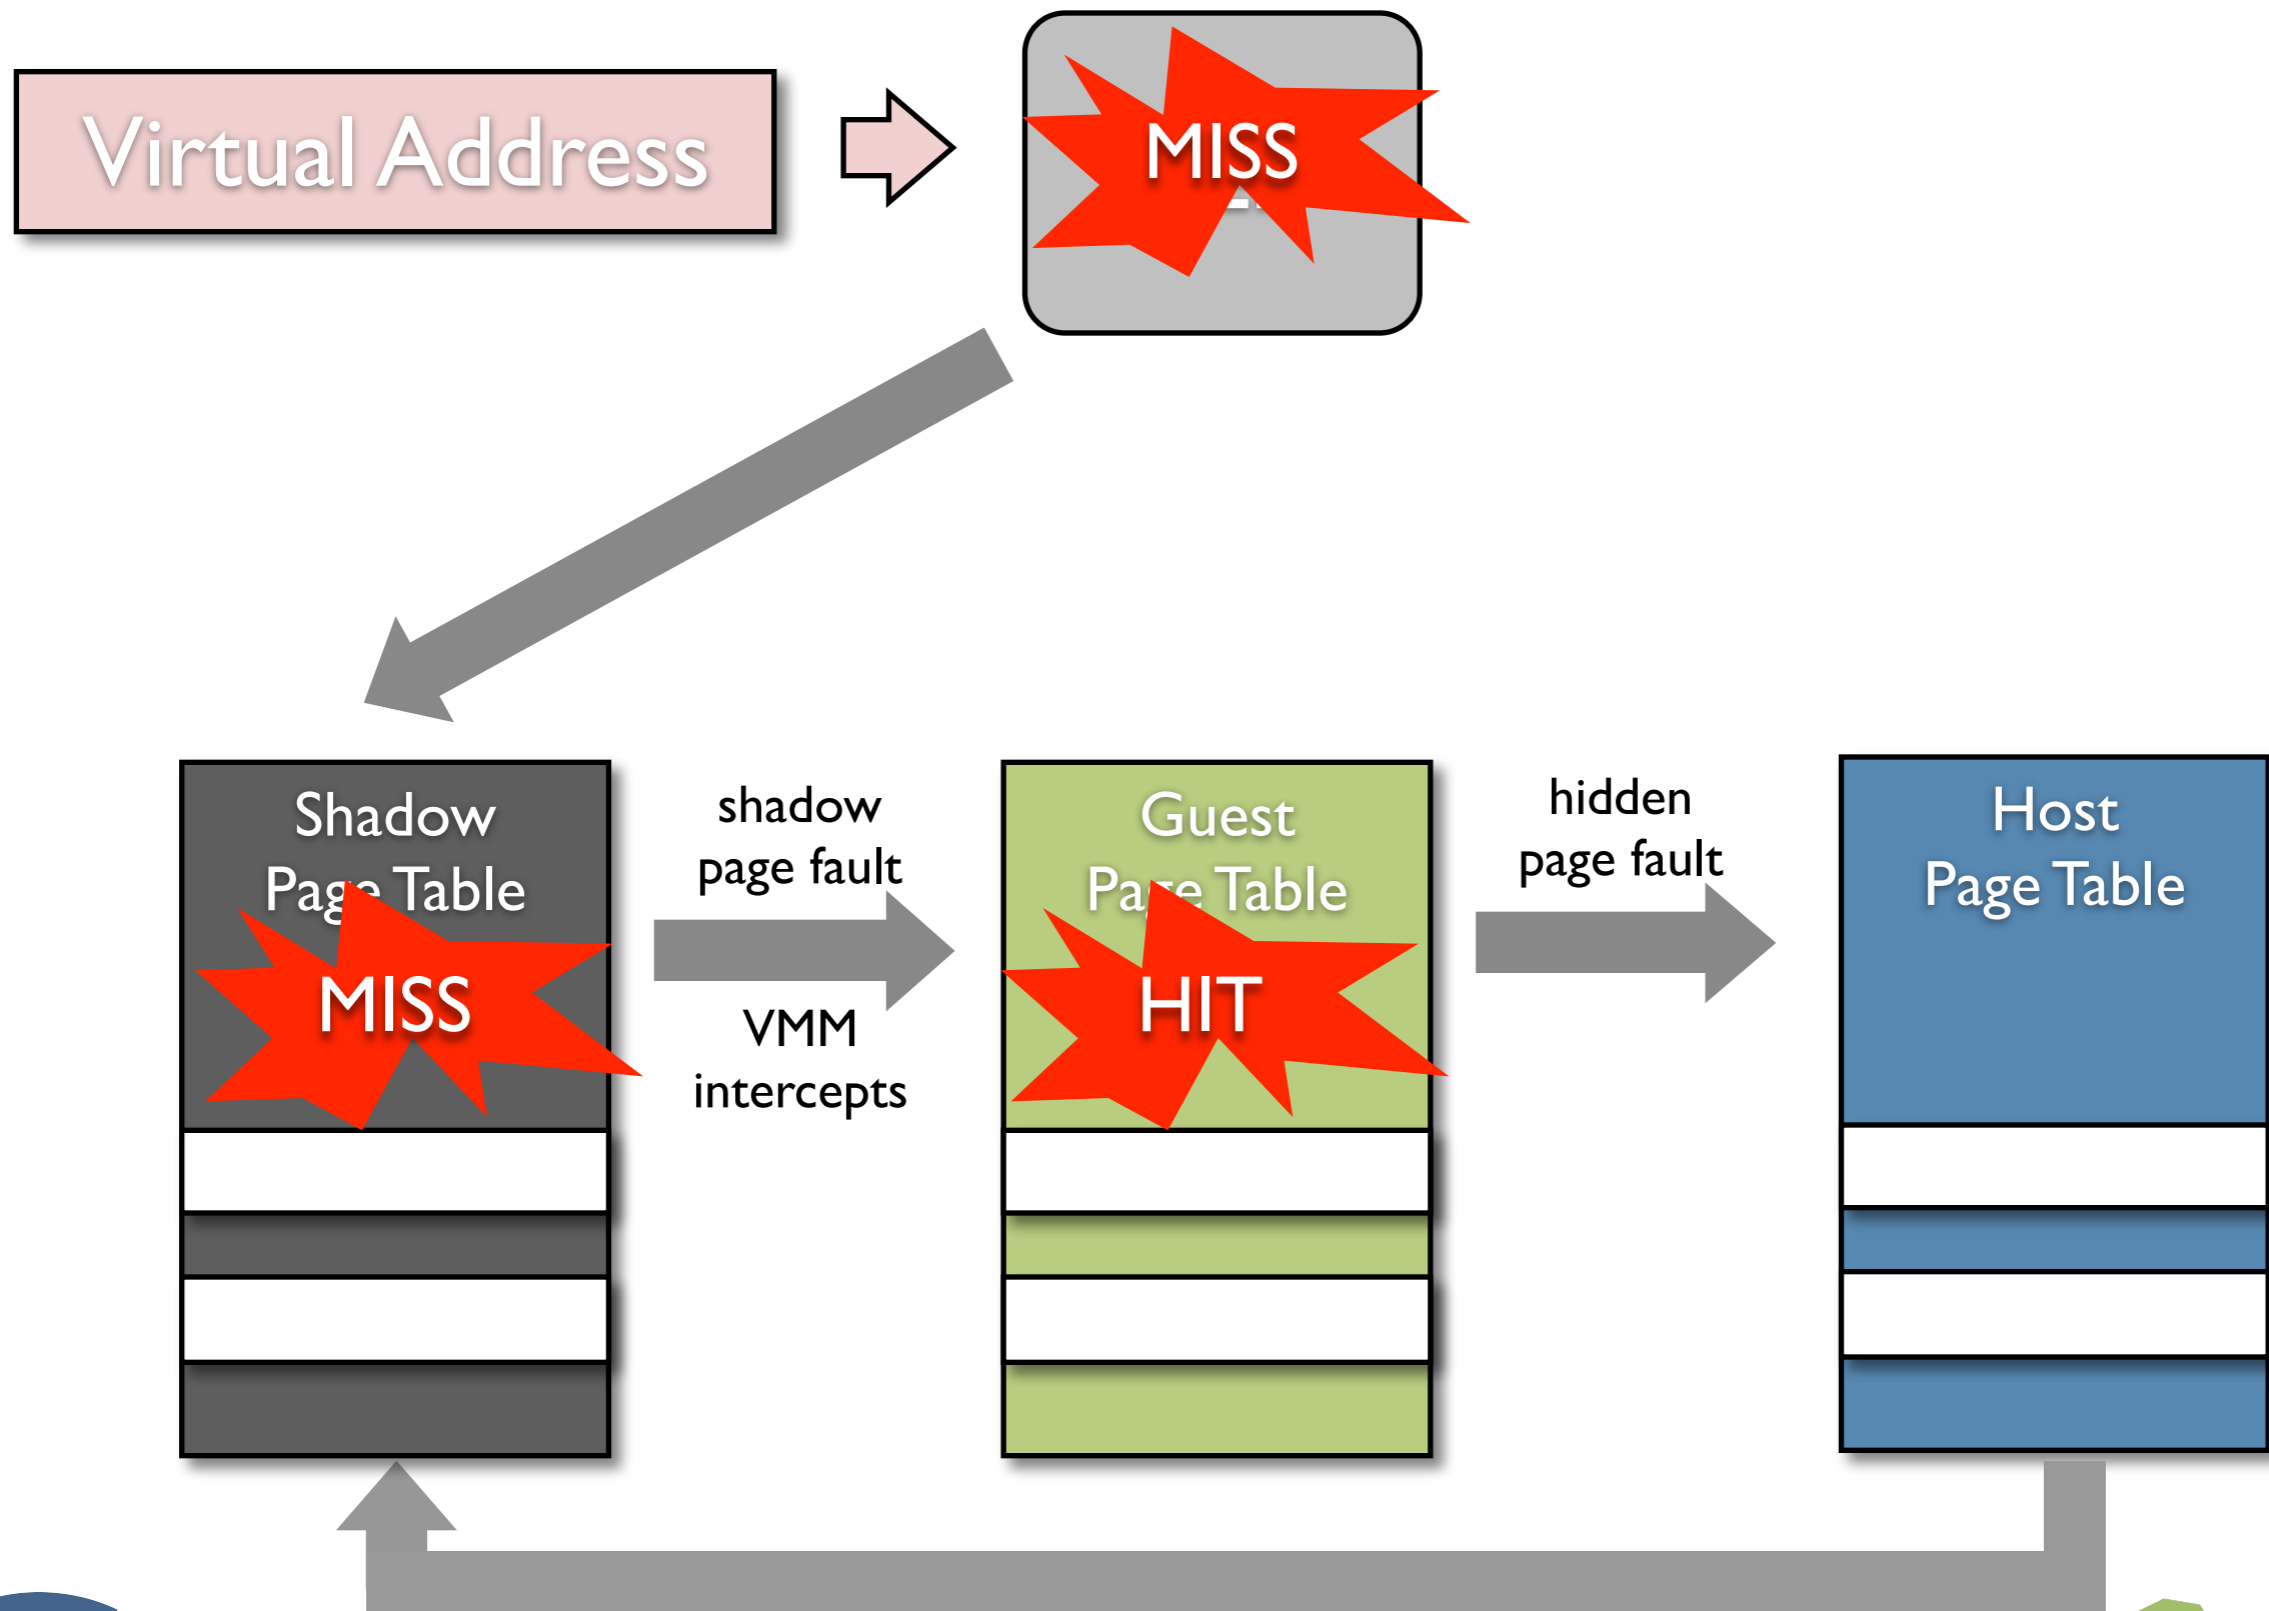 Virtual Address
MISS
Shadow
Page Table
MISS
shadow
page fault
VMM
intercepts
Guest
Page Table
HIT
hidden
page fault
Host
Page Table